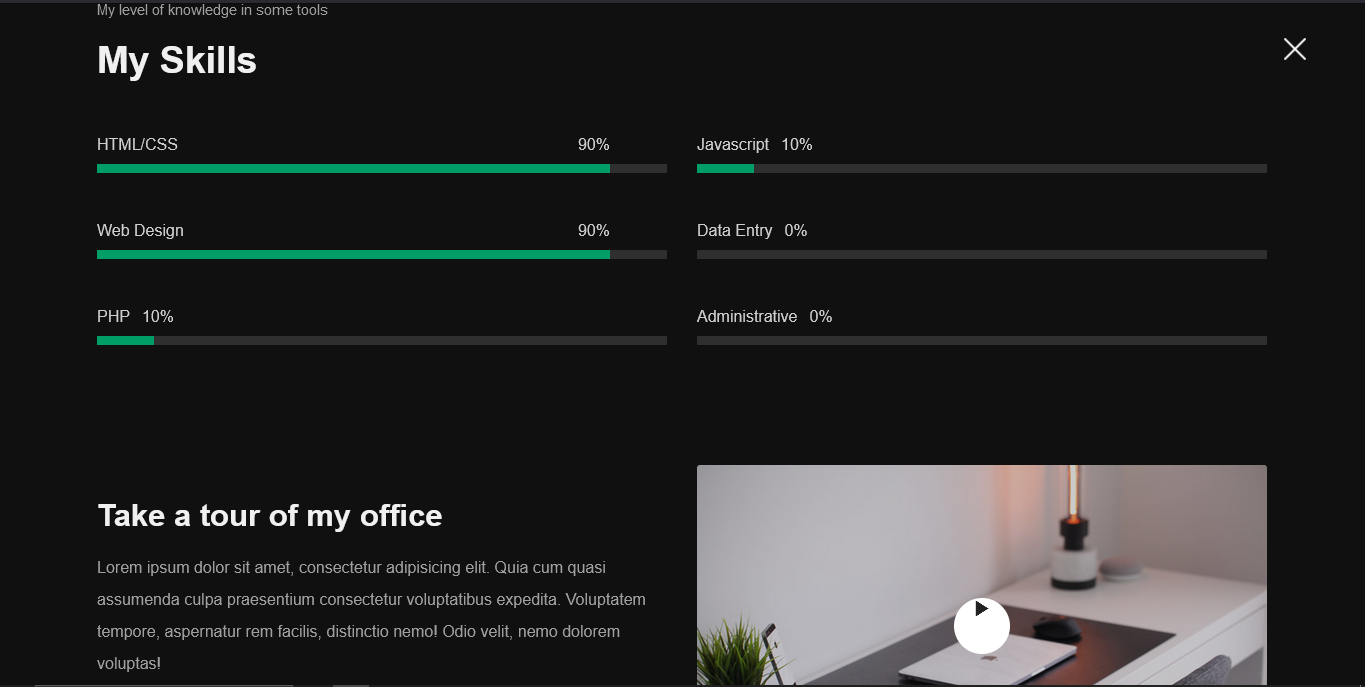 My level of knowledge in some tools
My Skills
HTML/CSS 90%
Javascript 10%
Web Design 90%
Data Entry 0%
PHP 10%
Administrative 0%
Take a tour of my office
Lorem ipsum dolor sit amet, consectetur adipisicing elit. Quia cum quasi
assumenda culpa praesentium consectetur voluptatibus expedita. Voluptatem
tempore, aspernatur rem facilis, distinctio nemo! Odio velit, nemo dolorem
voluptas!